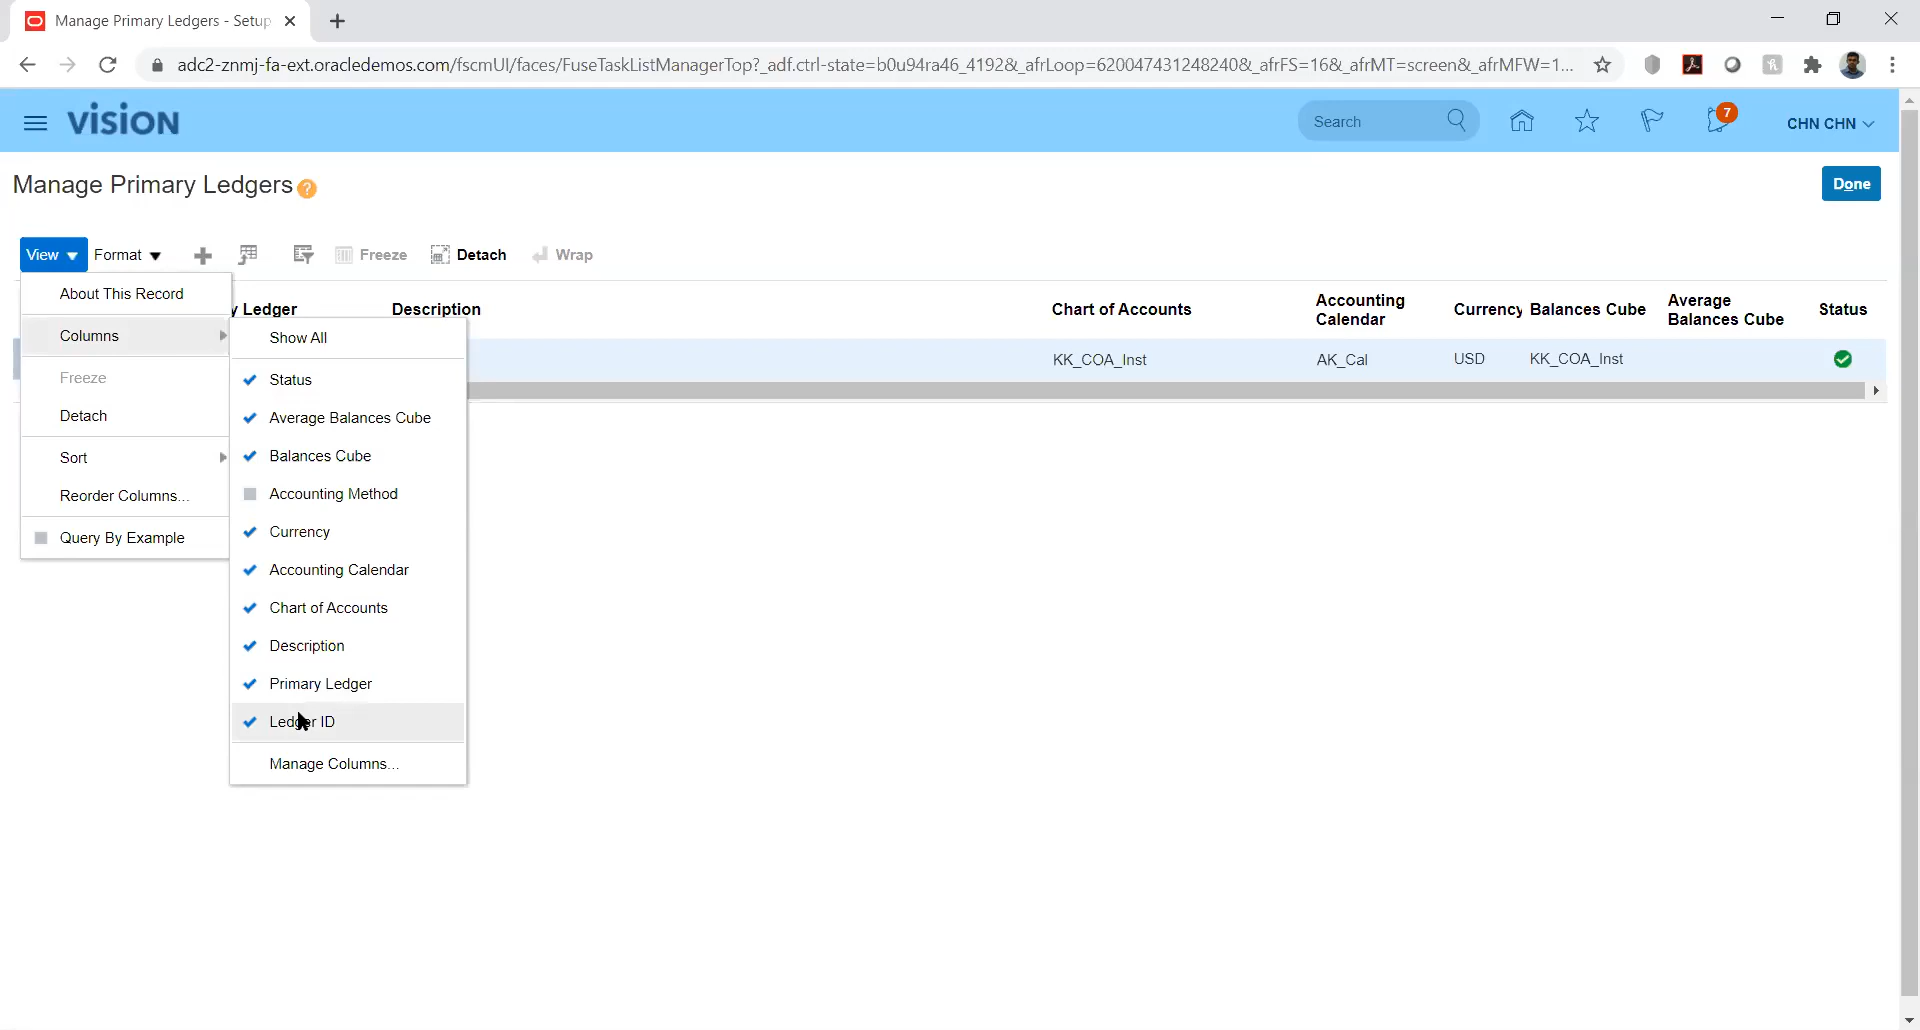 Manage Primary Ledgers - Setup
adc2-znmj-fa-ext.oracledemos.com/fscmUI/faces/FuseTaskListManagerTop?_adf.ctrl-state=b0u94ra46_4192&_afrLoop=620047431248240&_afrFS=16&_afrMT=screen&_afrMFW=1...
VISION
Search
7
CHN CHN
Manage Primary Ledgers ?
Done
View Format Freeze Detach Wrap
About This Record
Columns
Freeze
Detach
Sort
Reorder Columns...
Query By Example
Show All
Status
Average Balances Cube
Balances Cube
Accounting Method
Currency
Accounting Calendar
Chart of Accounts
Description
Primary Ledger
Ledger ID
Manage Columns...
y Ledger
Description
Chart of Accounts
Accounting
Calendar
Currency
Balances Cube
Average
Balances Cube
Status
KK_COA_Inst
AK_Cal
USD
KK_COA_Inst